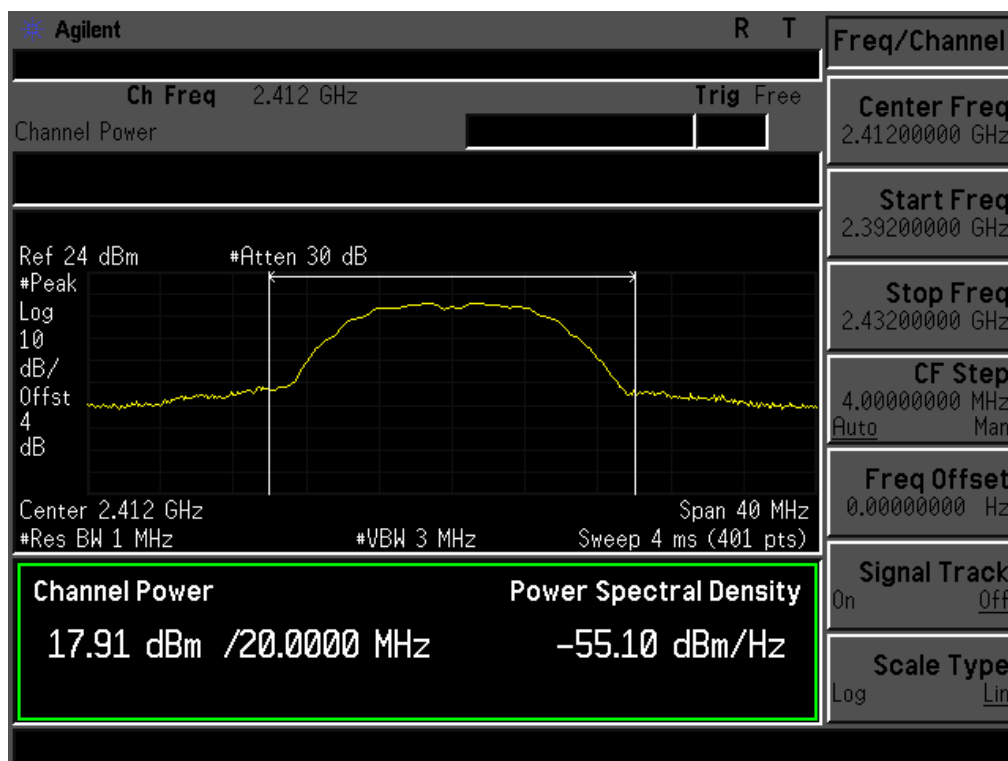 Agilent R T
Ch Freq 2.412 GHz Trig Free
Channel Power
Ref 24 dBm #Atten 30 dB
#Peak
Log
10
dB/
Offst
4
dB
Center 2.412 GHz Span 40 MHz
#Res BW 1 MHz #VBW 3 MHz Sweep 4 ms (401 pts)
Channel Power Power Spectral Density
17.91 dBm /20.0000 MHz -55.10 dBm/Hz
Freq/Channel
Center Freq
2.41200000 GHz
Start Freq
2.39200000 GHz
Stop Freq
2.43200000 GHz
CF Step
4.00000000 MHz
Auto Man
Freq Offset
0.00000000 Hz
Signal Track
On Off
Scale Type
Log Lin